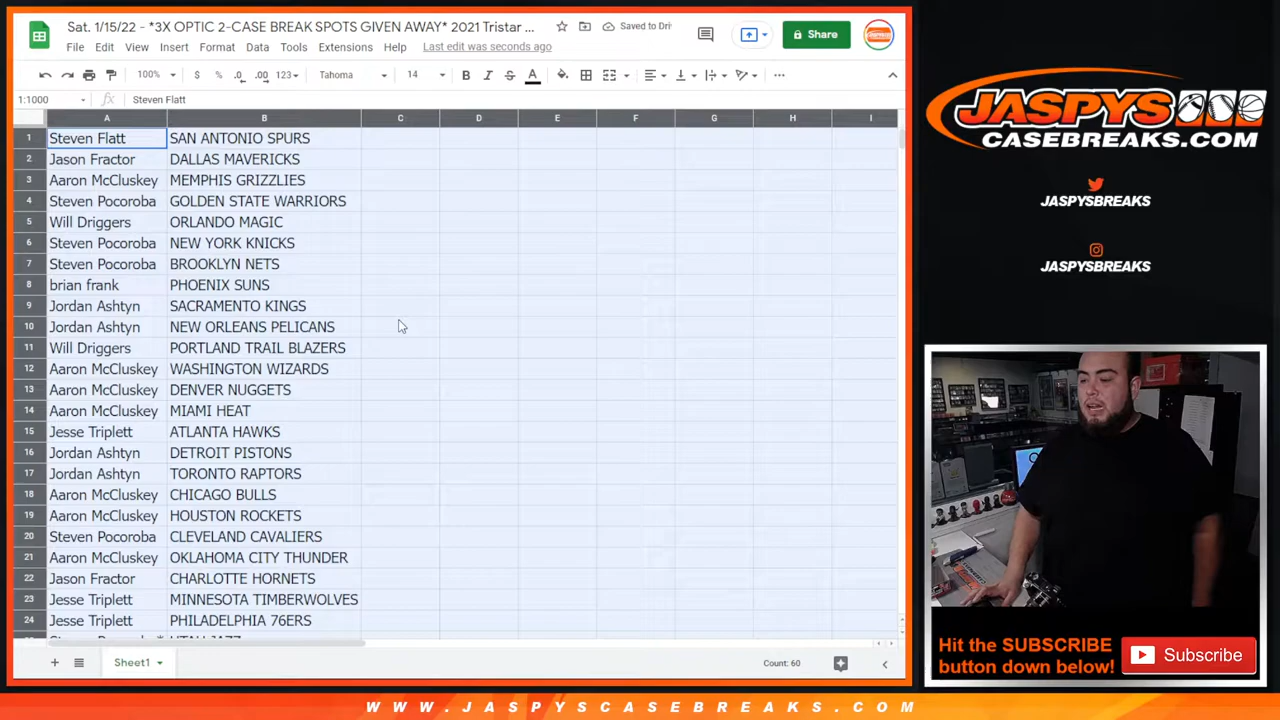 Sat. 1/15/22 - *3X OPTIC 2-CASE BREAK SPOTS GIVEN AWAY* 2021 Tristar ...
Saved to Dri
Share
File Edit View Insert Format Data Tools Extensions Help Last edit was seconds ago
100% $ % .0 .00 123 Tahoma 14 B I S A
1:1000 fx Steven Flatt
A B C D E F G H I
1 Steven Flatt SAN ANTONIO SPURS
2 Jason Fractor DALLAS MAVERICKS
3 Aaron McCluskey MEMPHIS GRIZZLIES
4 Steven Pocoroba GOLDEN STATE WARRIORS
5 Will Driggers ORLANDO MAGIC
6 Steven Pocoroba NEW YORK KNICKS
7 Steven Pocoroba BROOKLYN NETS
8 brian frank PHOENIX SUNS
9 Jordan Ashtyn SACRAMENTO KINGS
10 Jordan Ashtyn NEW ORLEANS PELICANS
11 Will Driggers PORTLAND TRAIL BLAZERS
12 Aaron McCluskey WASHINGTON WIZARDS
13 Aaron McCluskey DENVER NUGGETS
14 Aaron McCluskey MIAMI HEAT
15 Jesse Triplett ATLANTA HAWKS
16 Jordan Ashtyn DETROIT PISTONS
17 Jordan Ashtyn TORONTO RAPTORS
18 Aaron McCluskey CHICAGO BULLS
19 Aaron McCluskey HOUSTON ROCKETS
20 Steven Pocoroba CLEVELAND CAVALIERS
21 Aaron McCluskey OKLAHOMA CITY THUNDER
22 Jason Fractor CHARLOTTE HORNETS
23 Jesse Triplett MINNESOTA TIMBERWOLVES
24 Jesse Triplett PHILADELPHIA 76ERS
Sheet1
Count: 60
JASPYS
CASEBREAKS.COM
JASPYSBREAKS
JASPYSBREAKS
Hit the SUBSCRIBE
button down below!
Subscribe
WWW.JASPYSCASEBREAKS.COM